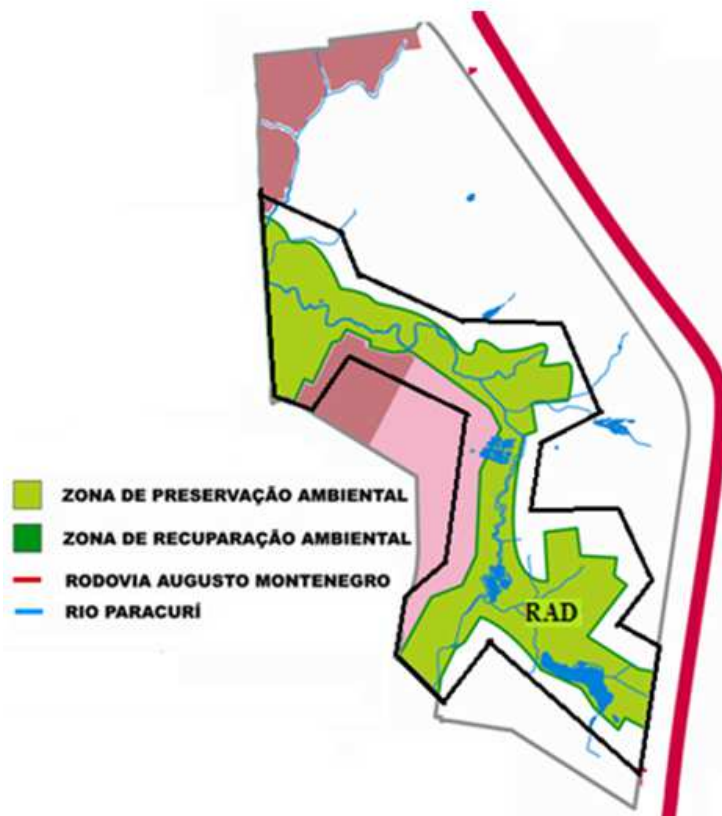 ZONA DE PRESERVAÇÃO AMBIENTAL
ZONA DE RECUPARAÇÃO AMBIENTAL
RODOVIA AUGUSTO MONTENEGRO
RIO PARACURÍ
RAD